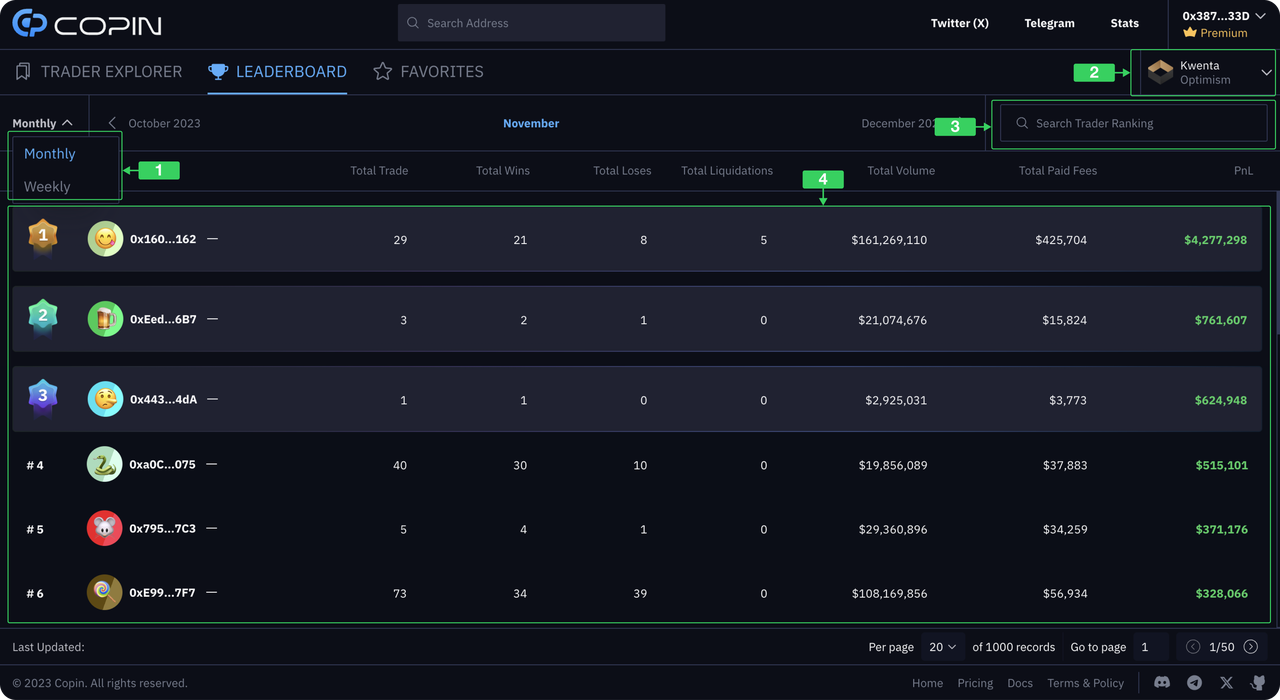 COPIN
Search Address
Twitter (X) Telegram Stats
0x387...33D
Premium
TRADER EXPLORER LEADERBOARD FAVORITES
2
Kwenta
Optimism
Monthly
October 2023 November December
3
Search Trader Ranking
Monthly
Weekly
1
Total Trade Total Wins Total Loses Total Liquidations Total Volume Total Paid Fees PnL
4
1 0x160...162 — 29 21 8 5 $161,269,110 $425,704 $4,277,298
2 0xEed...6B7 — 3 2 1 0 $21,074,676 $15,824 $761,607
3 0x443...4dA — 1 1 0 0 $2,925,031 $3,773 $624,948
#4 0xa0C...075 — 40 30 10 0 $19,856,089 $37,883 $515,101
#5 0x795...7C3 — 5 4 1 0 $29,360,896 $34,259 $371,176
#6 0xE99...7F7 — 73 34 39 0 $108,169,856 $56,934 $328,066
Last Updated: Per page 20 of 1000 records Go to page 1 1/50
© 2023 Copin. All rights reserved. Home Pricing Docs Terms & Policy